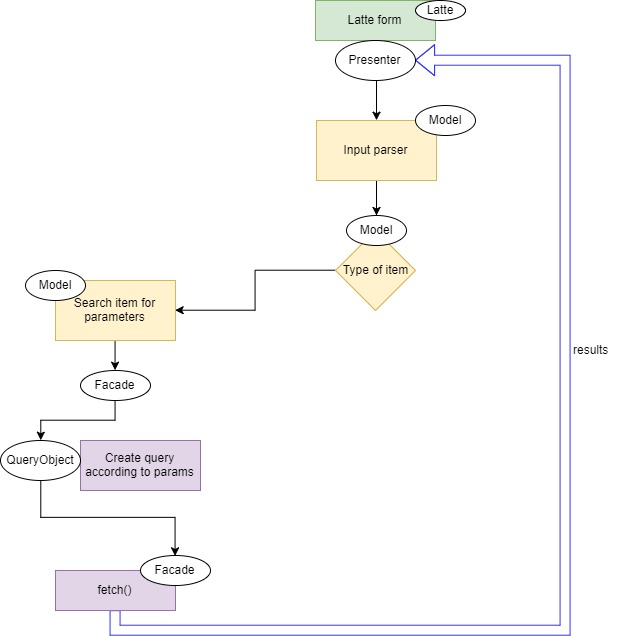 Latte form
Latte
Presenter
Model
Input parser
Model
Type of item
Model
Search item for
parameters
results
Facade
QueryObject
Create query
according to params
Facade
fetch()